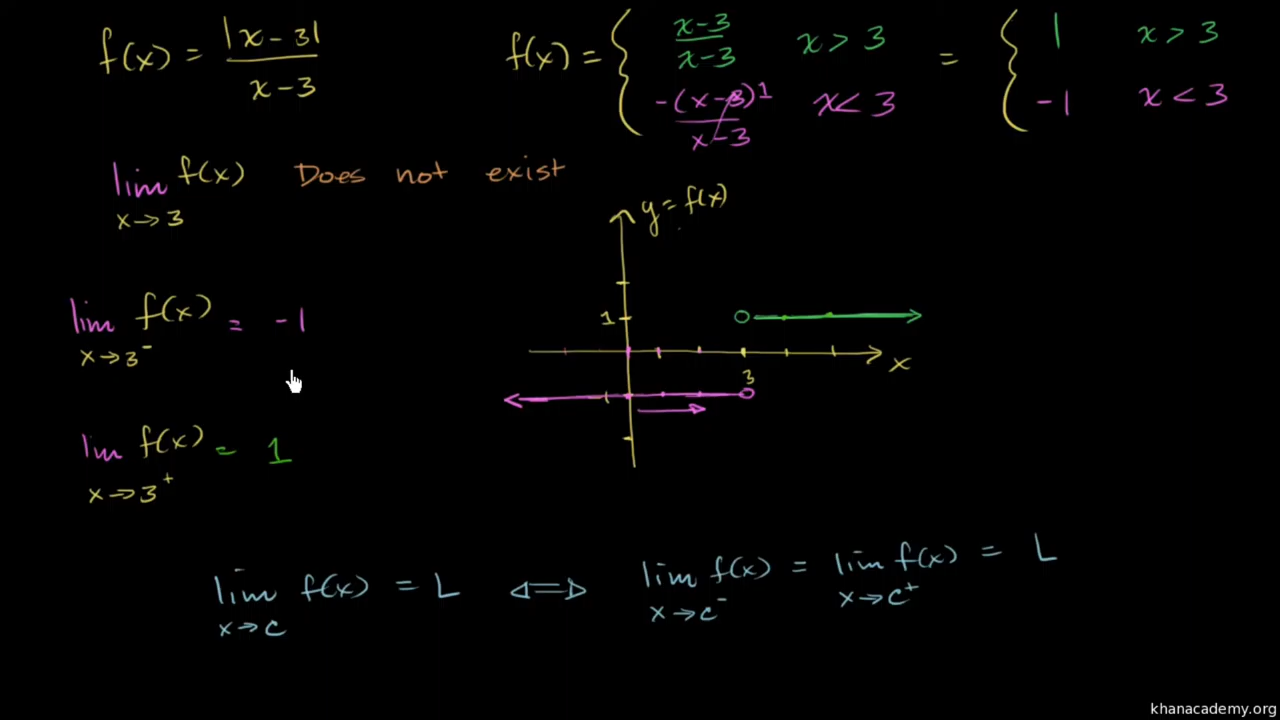 f(x) = |x-3| / x-3
f(x) = { x-3 / x-3 x > 3 = { 1 x > 3
-(x-3) 1 / x-3 x < 3 -1 x < 3
lim f(x) Does not exist
x→3
y = f(x)
lim f(x) = -1
x→3⁻
1
x
3
lim f(x) = 1
x→3⁺
lim f(x) = L ⇐⇒ lim f(x) = lim f(x) = L
x→c x→c⁻ x→c⁺
khanacademy.org